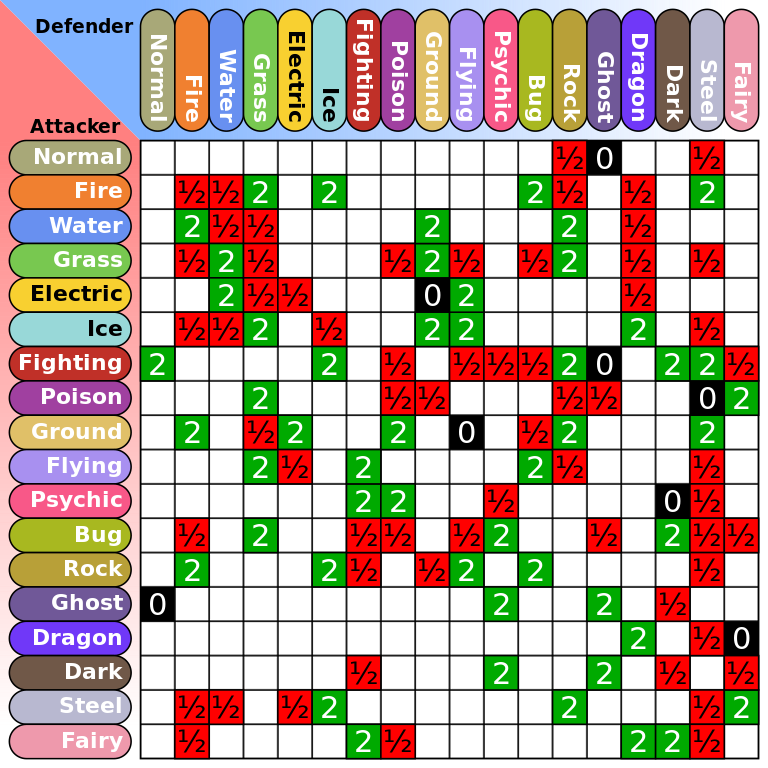 Defender
Attacker
Normal Fire Water Grass Electric Ice Fighting Poison Ground Flying Psychic Bug Rock Ghost Dragon Dark Steel Fairy
Normal ½ 0 ½
Fire ½ ½ 2 2 2 ½ ½ 2
Water 2 ½ ½ 2 2 ½
Grass ½ 2 ½ ½ 2 ½ ½ 2 ½ ½
Electric 2 ½ ½ 0 2 ½
Ice ½ ½ 2 ½ 2 2 2 ½
Fighting 2 2 ½ ½ ½ ½ 2 0 2 2 ½
Poison 2 ½ ½ ½ ½ 0 2
Ground 2 ½ 2 2 0 ½ 2 2
Flying 2 ½ 2 2 ½ ½
Psychic 2 2 ½ 0 ½
Bug ½ 2 ½ ½ ½ 2 ½ 2 ½ ½
Rock 2 2 ½ ½ 2 2 ½
Ghost 0 2 2 ½
Dragon 2 ½ 0
Dark ½ 2 2 ½ ½
Steel ½ ½ ½ 2 2 ½ 2
Fairy ½ 2 ½ 2 2 ½